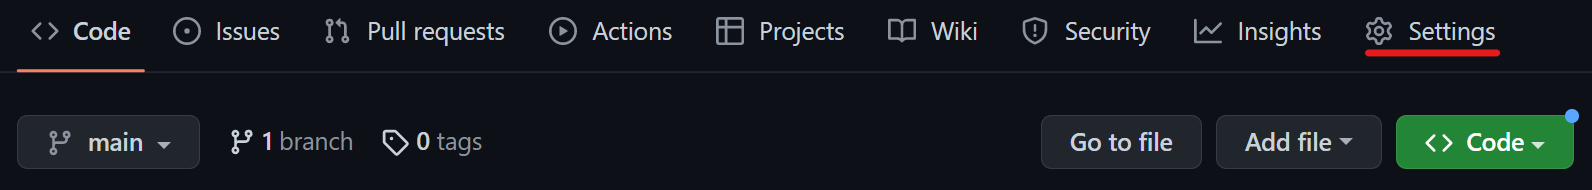 Code Issues Pull requests Actions Projects Wiki Security Insights Settings
main 1 branch 0 tags Go to file Add file Code